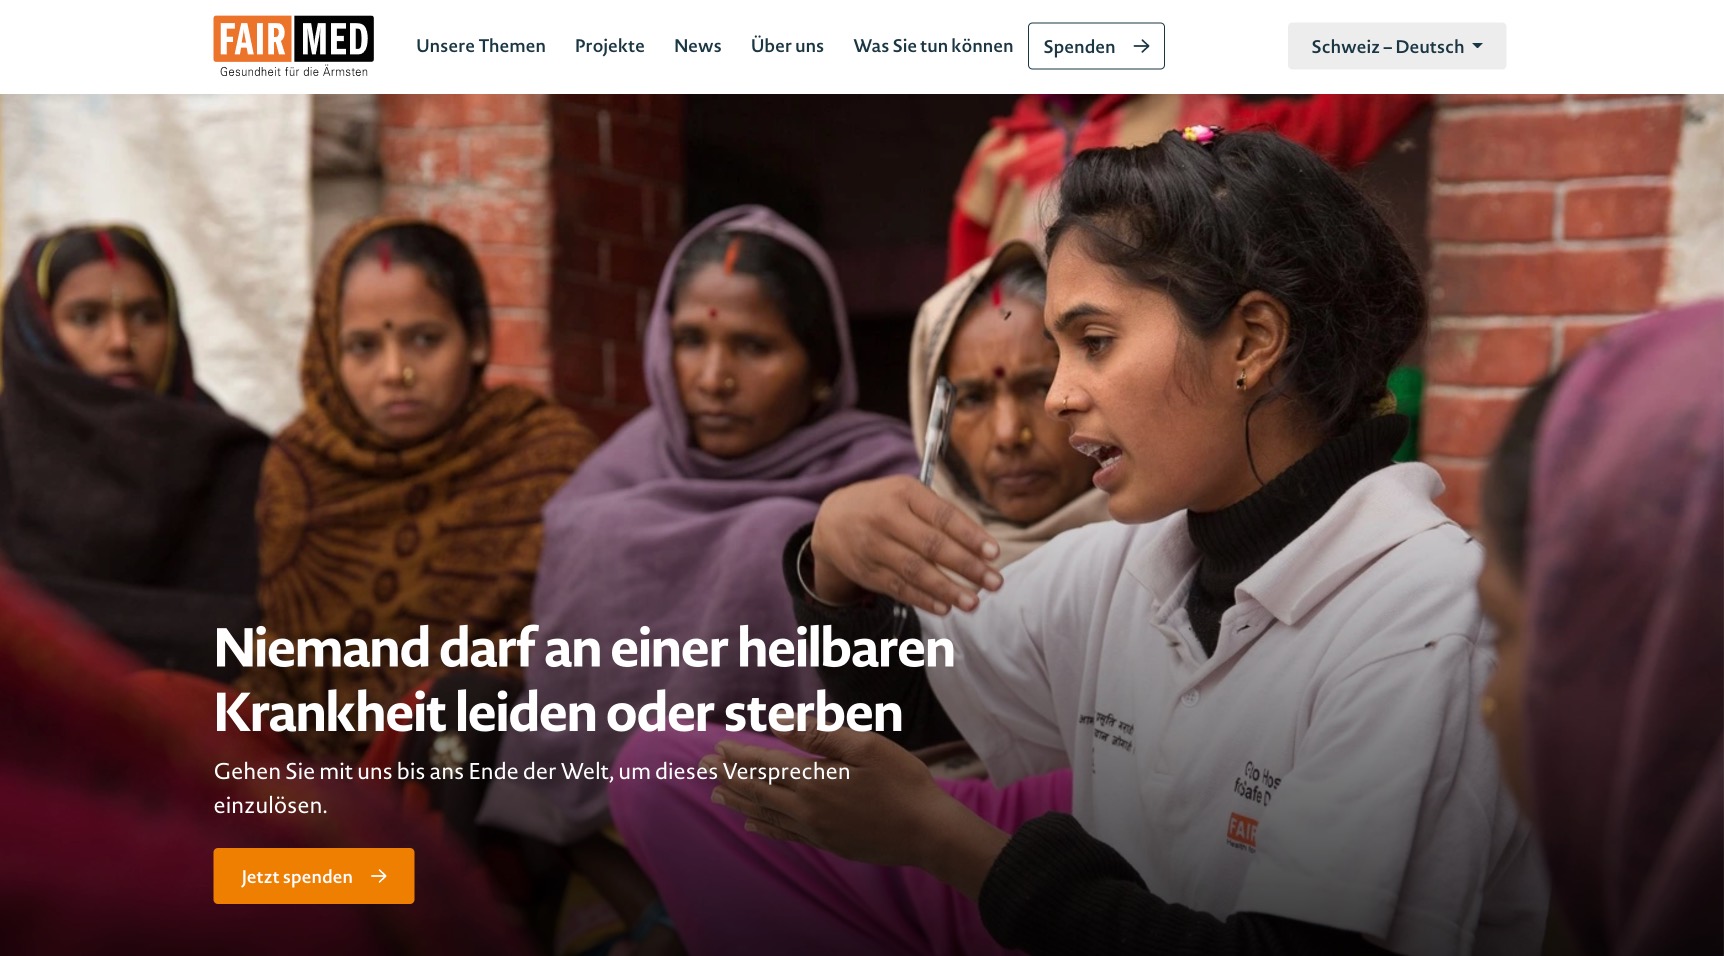 FAIR MED
Gesundheit für die Ärmsten
Unsere Themen
Projekte
News
Über uns
Was Sie tun können
Spenden
Schweiz – Deutsch
Niemand darf an einer heilbaren
Krankheit leiden oder sterben
Gehen Sie mit uns bis ans Ende der Welt, um dieses Versprechen
einzulösen.
Jetzt spenden
FAIR